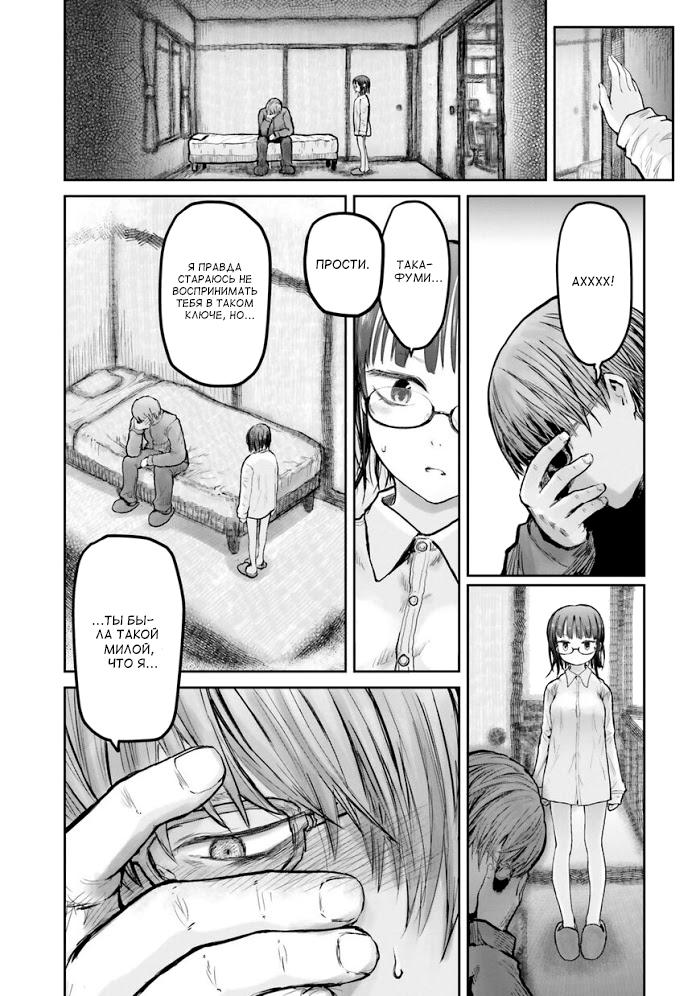 АХХХХ!
ТАКА-
ФУМИ...
ПРОСТИ.
Я ПРАВДА
СТАРАЮСЬ НЕ
ВОСПРИНИМАТЬ
ТЕБЯ В ТАКОМ
КЛЮЧЕ, НО...
...ТЫ БЫ-
ЛА ТАКОЙ
МИЛОЙ,
ЧТО Я...